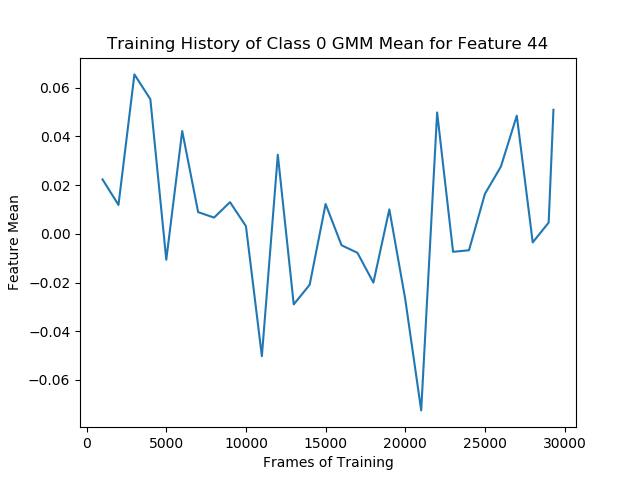 Training History of Class 0 GMM Mean for Feature 44
0.06
0.04
0.02
0.00
−0.02
−0.04
−0.06
Feature Mean
0 5000 10000 15000 20000 25000 30000
Frames of Training